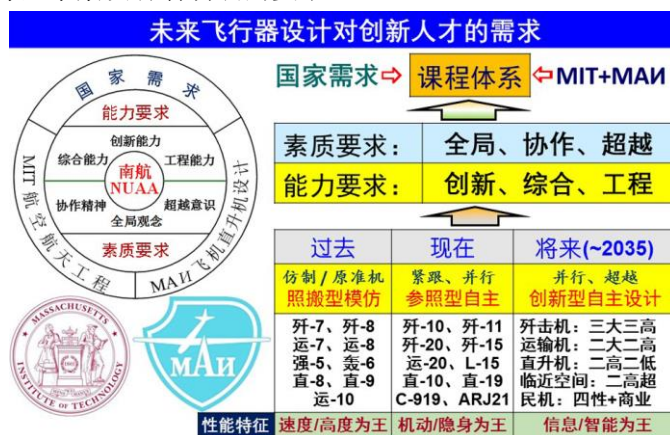 未来飞行器设计对创新人才的需求
国家需求
能力要求
创新能力
综合能力
工程能力
南航
NUAA
协作精神
超越意识
全局观念
素质要求
MIT航空航天工程
МАИ飞机直升机设计
MASSACHUSETTS
INSTITUTE OF TECHNOLOGY
МАИ
国家需求⇨ 课程体系 ⇦MIT+МАИ
素质要求: 全局、协作、超越
能力要求: 创新、综合、工程
过去 现在 将来(~2035)
仿制/原准机 紧跟、并行 并行、超越
照搬型模仿 参照型自主 创新型自主设计
歼-7、歼-8 歼-10、歼-11 歼击机：三大三高
运-7、运-8 歼-20、歼-15 运输机：二大二高
强-5、轰-6 运-20、L-15 直升机：二高二低
直-8、直-9 直-10、直-19 临近空间：二高超
运-10 C-919、ARJ21 民机：四性+商业
性能特征 速度/高度为王 机动/隐身为王 信息/智能为王